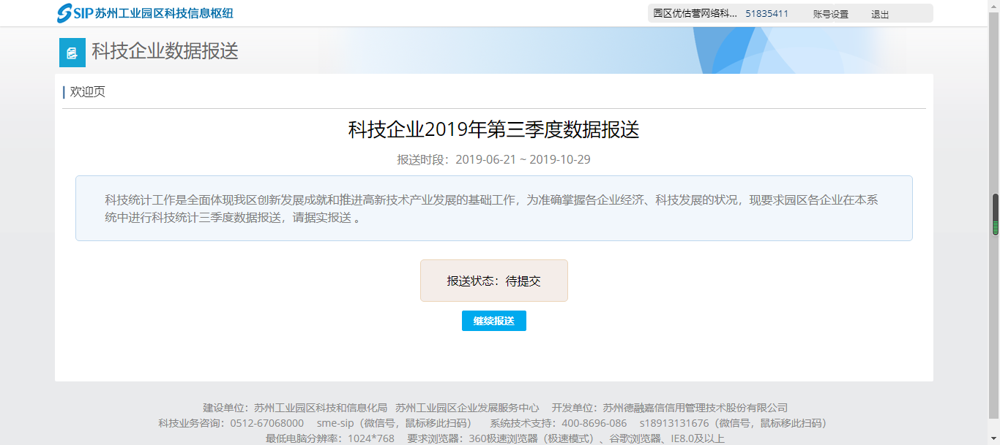 SIP 苏州工业园区科技信息枢纽
园区优估营网络科... 51835411 账号设置 退出
科技企业数据报送
欢迎页
科技企业2019年第三季度数据报送
报送时段：2019-06-21 ~ 2019-10-29
科技统计工作是全面体现我区创新发展成就和推进高新技术产业发展的基础工作，为准确掌握各企业经济、科技发展的状况，现要求园区各企业在本系
统中进行科技统计三季度数据报送，请据实报送 。
报送状态：待提交
继续报送
建设单位：苏州工业园区科技和信息化局 苏州工业园区企业发展服务中心 开发单位：苏州德融嘉信信用管理技术股份有限公司
科技业务咨询：0512-67068000 sme-sip（微信号，鼠标移此扫码） 系统技术支持：400-8696-086 s18913131676（微信号，鼠标移此扫码）
最低电脑分辨率：1024*768 要求浏览器：360极速浏览器（极速模式）、谷歌浏览器、IE8.0及以上